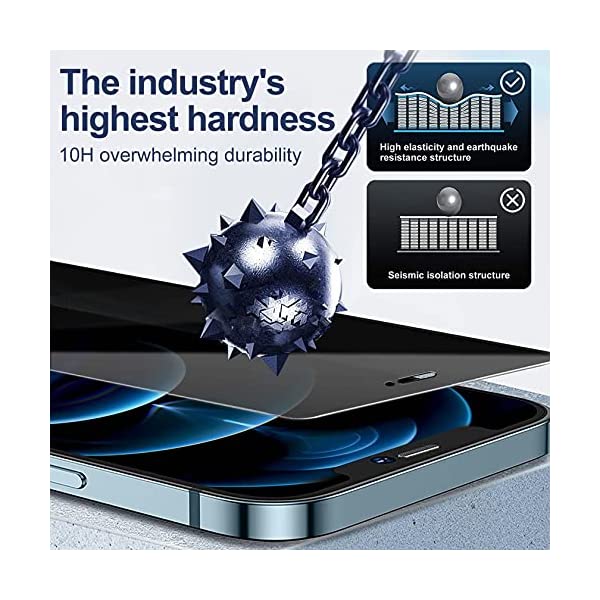 The industry's
highest hardness
10H overwhelming durability
High elasticity and earthquake
resistance structure
Seismic isolation structure